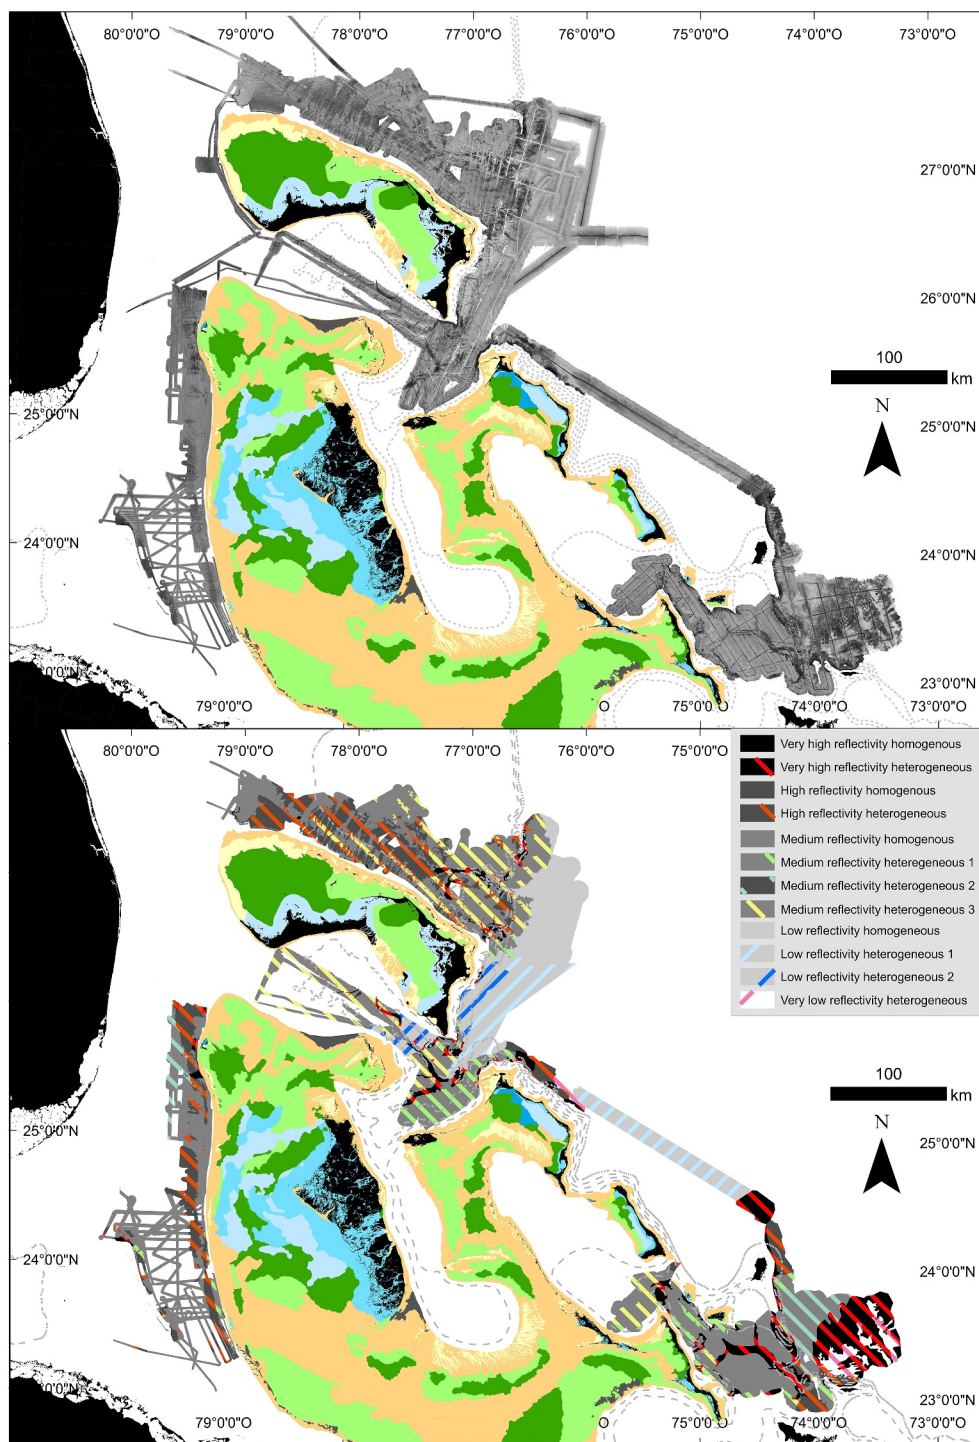 80°0'0"O 79°0'0"O 78°0'0"O 77°0'0"O 76°0'0"O 75°0'0"O 74°0'0"O 73°0'0"O
27°0'0"N
26°0'0"N
100
km
N
25°0'0"N 25°0'0"N
24°0'0"N 24°0'0"N
0'0"N 23°0'0"N
79°0'0"O O 75°0'0"O 74°0'0"O 73°0'0"O
80°0'0"O 79°0'0"O 78°0'0"O 77°0'0"O 76°0'0"O 75°0'0"
Very high reflectivity homogenous
Very high reflectivity heterogeneous
High reflectivity homogenous
High reflectivity heterogeneous
Medium reflectivity homogenous
Medium reflectivity heteregeneous 1
Medium reflectivity heterogeneous 2
Medium reflectivity heterogeneous 3
Low reflectivity homogenous
Low reflectivity heterogeneous 1
Low reflectivity heterogeneous 2
Very low reflectivity heterogeneous
100
km
N
25°0'0"N 25°0'0"N
24°0'0"N 24°0'0"N
0'0"N 23°0'0"N
79°0'0"O O 75°0'0"O 74°0'0"O 73°0'0"O